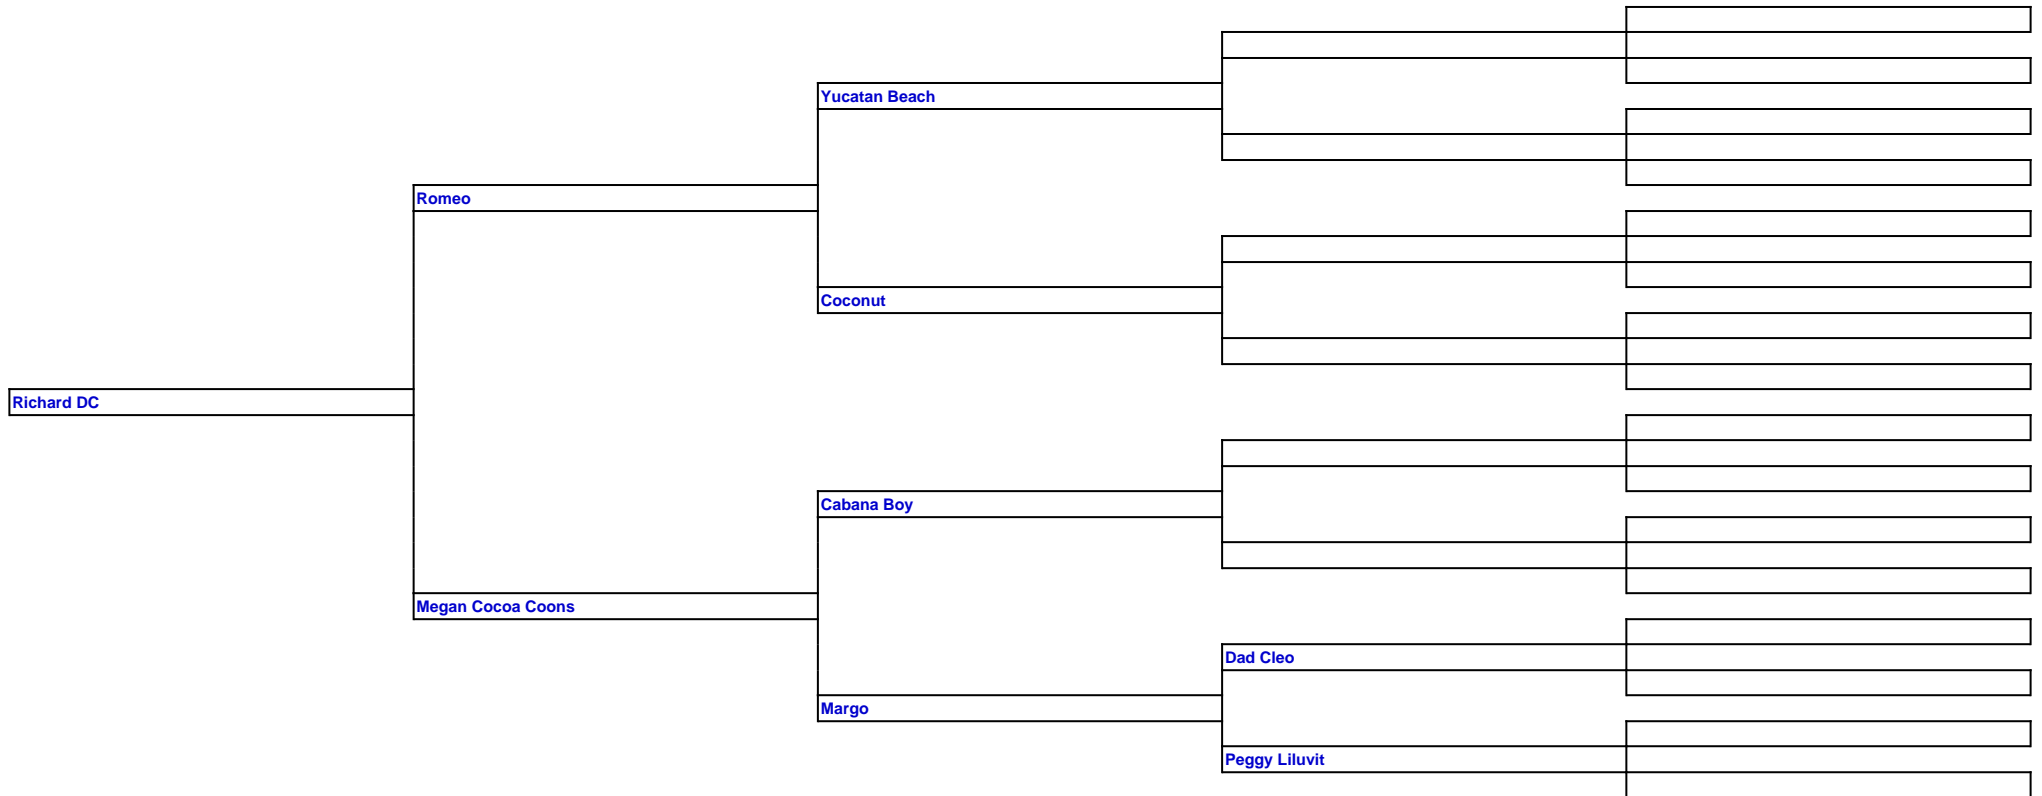 Yucatan Beach
Romeo
Coconut
Richard DC
Cabana Boy
Megan Cocoa Coons
Dad Cleo
Margo
Peggy Liluvit